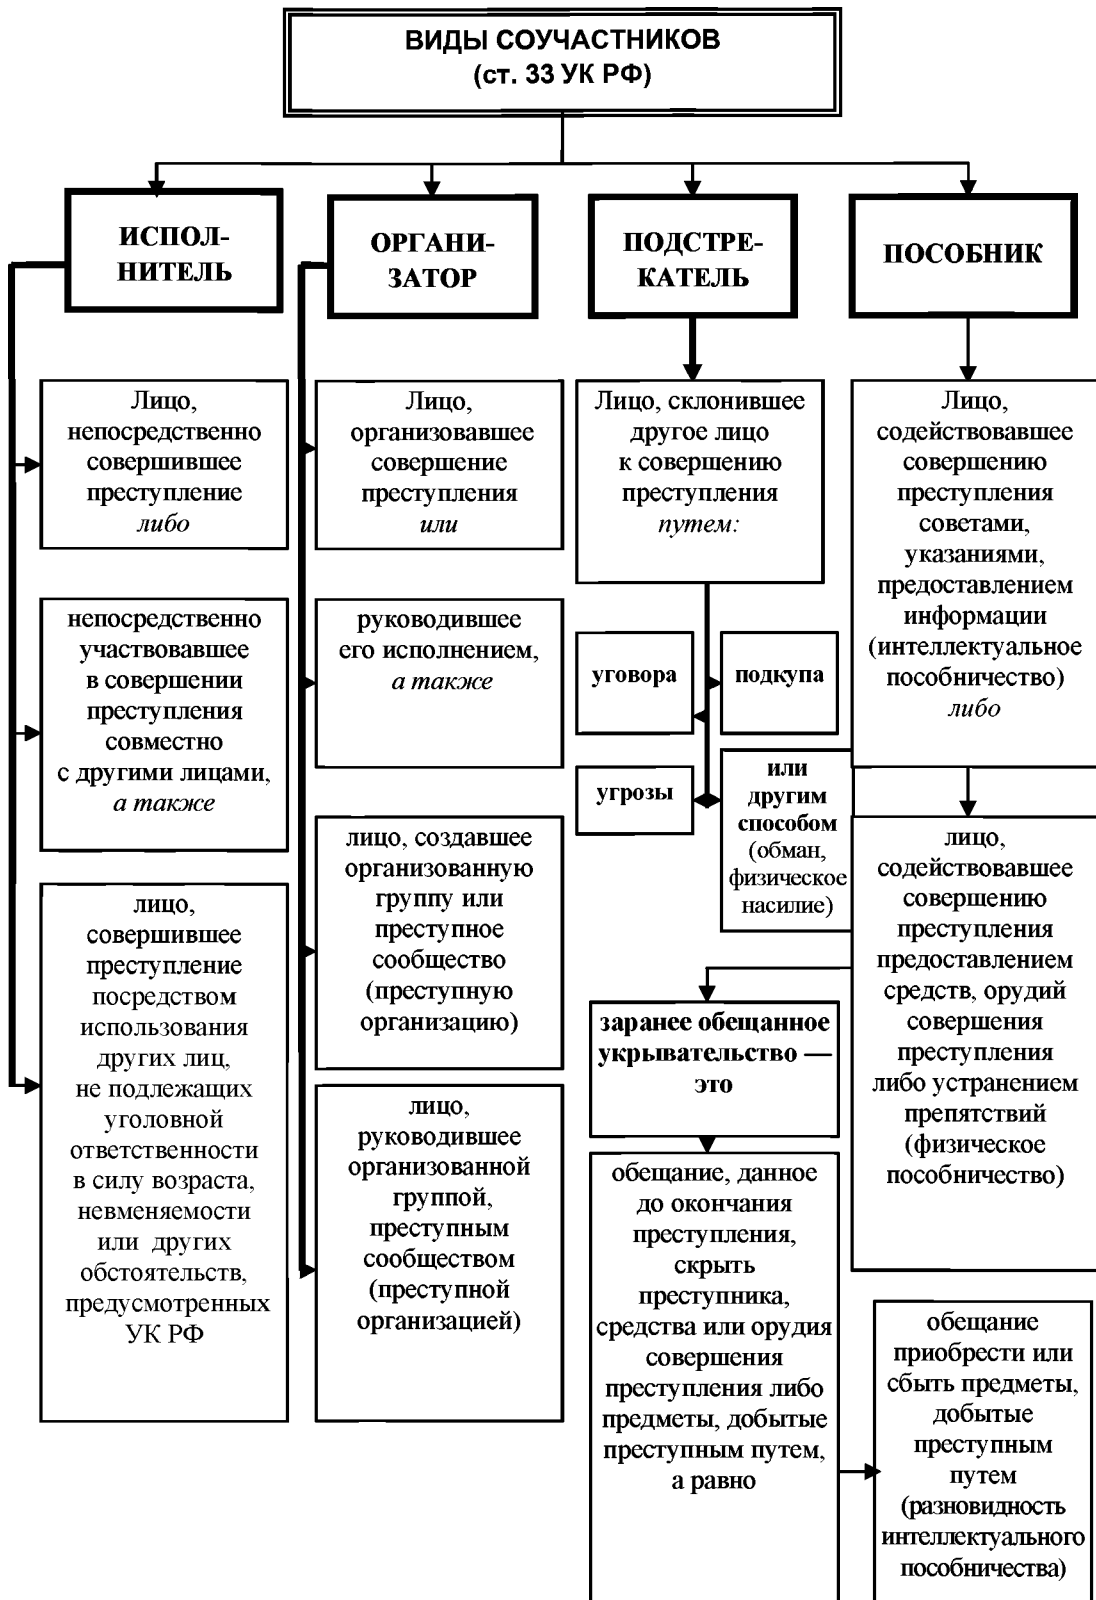 ВИДЫ СОУЧАСТНИКОВ
(ст. 33 УК РФ)
ИСПОЛ-
НИТЕЛЬ
ОРГАНИ-
ЗАТОР
ПОДСТРЕ-
КАТЕЛЬ
ПОСОБНИК
Лицо,
непосредственно
совершившее
преступление
либо
непосредственно
участвовавшее
в совершении
преступления
совместно
с другими лицами,
а также
лицо,
совершившее
преступление
посредством
использования
других лиц,
не подлежащих
уголовной
ответственности
в силу возраста,
невменяемости
или других
обстоятельств,
предусмотренных
УК РФ
Лицо,
организовавшее
совершение
преступления
или
руководившее
его исполнением,
а также
лицо, создавшее
организованную
группу или
преступное
сообщество
(преступную
организацию)
лицо,
руководившее
организованной
группой,
преступным
сообществом
(преступной
организацией)
Лицо, склонившее
другое лицо
к совершению
преступления
путем:
уговора
подкупа
угрозы
или
другим
способом
(обман,
физическое
насилие)
Лицо,
содействовавшее
совершению
преступления
советами,
указаниями,
предоставлением
информации
(интеллектуальное
пособничество)
либо
лицо,
содействовавшее
совершению
преступления
предоставлением
средств, орудий
совершения
преступления
либо устранением
препятствий
(физическое
пособничество)
заранее обещанное
укрывательство —
это
обещание, данное
до окончания
преступления,
скрыть
преступника,
средства или орудия
совершения
преступления либо
предметы, добытые
преступным путем,
а равно
обещание
приобрести или
сбыть предметы,
добытые
преступным
путем
(разновидность
интеллектуального
пособничества)